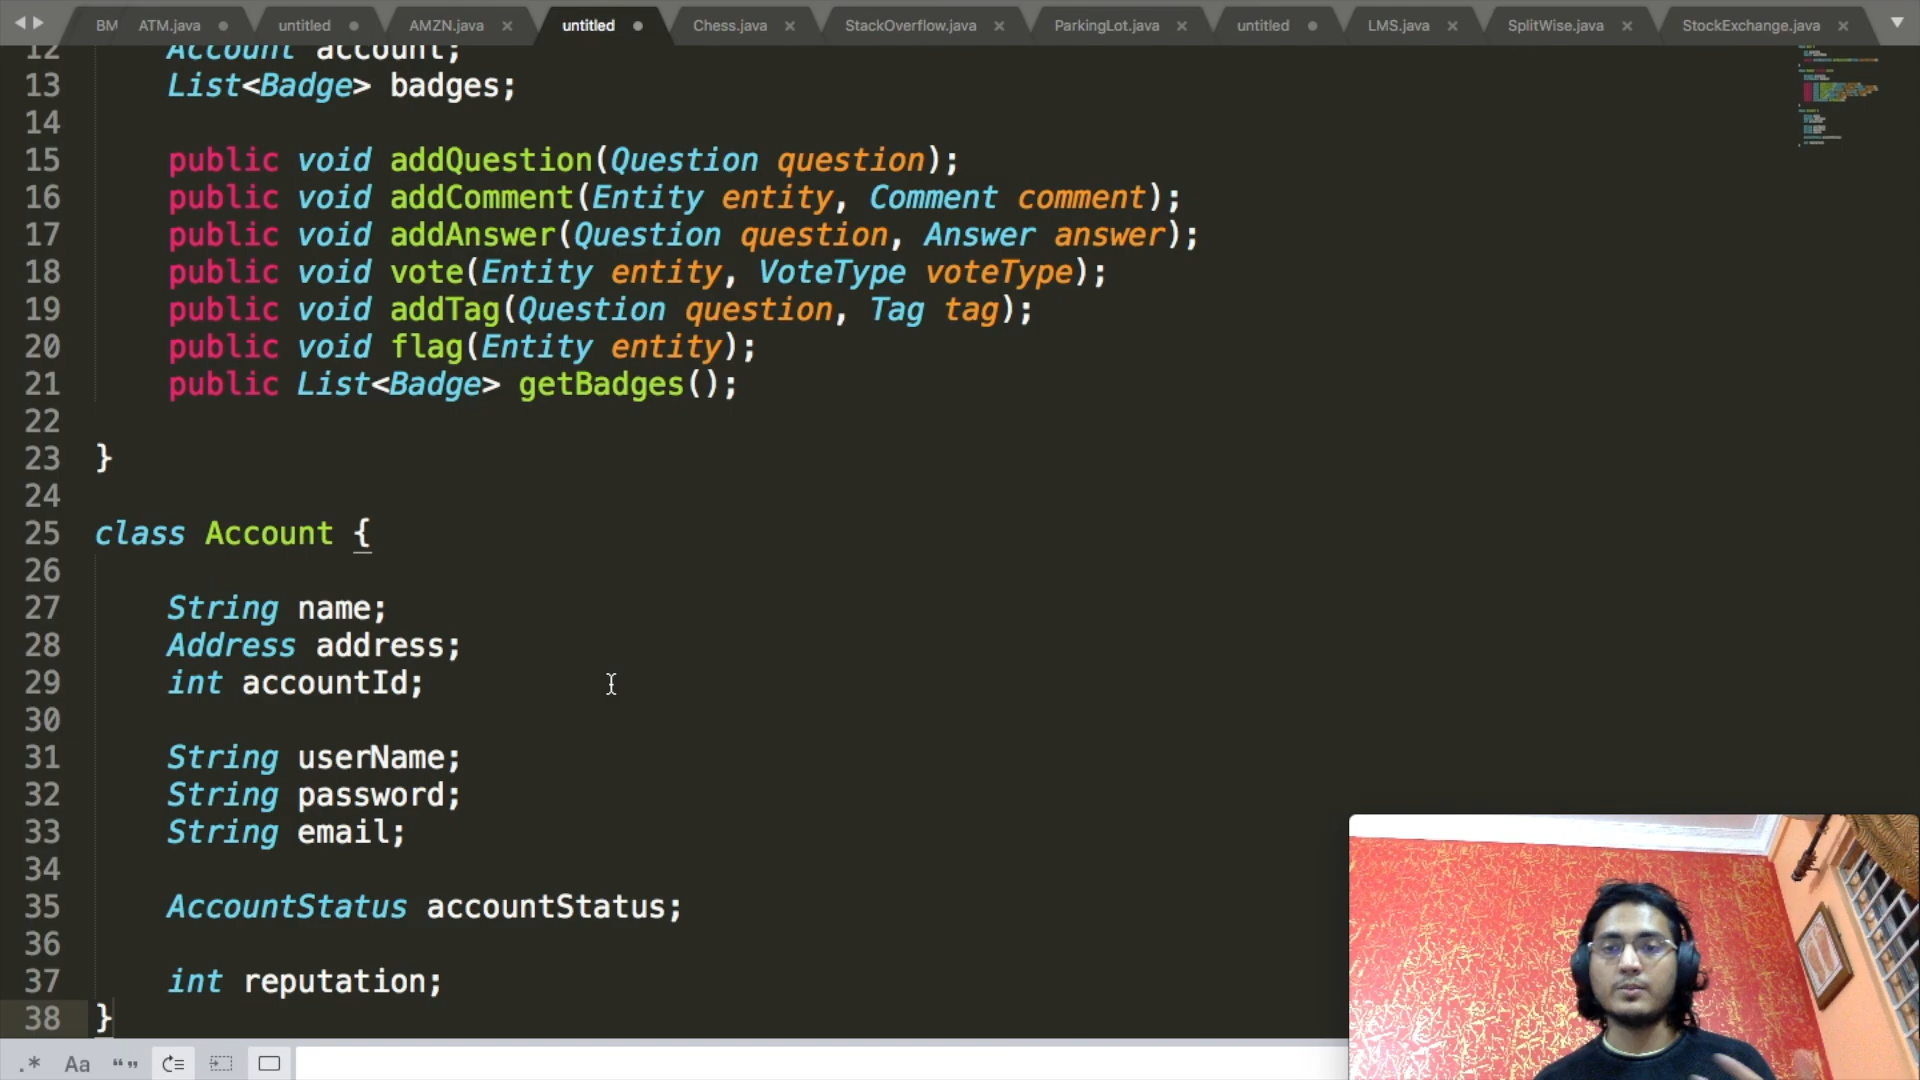 BM ATM.java untitled AMZN.java untitled Chess.java StackOverflow.java ParkingLot.java untitled LMS.java SplitWise.java StockExchange.java
12 Account account;
13 List<Badge> badges;
14
15 public void addQuestion(Question question);
16 public void addComment(Entity entity, Comment comment);
17 public void addAnswer(Question question, Answer answer);
18 public void vote(Entity entity, VoteType voteType);
19 public void addTag(Question question, Tag tag);
20 public void flag(Entity entity);
21 public List<Badge> getBadges();
22
23 }
24
25 class Account {
26
27 String name;
28 Address address;
29 int accountId;
30
31 String userName;
32 String password;
33 String email;
34
35 AccountStatus accountStatus;
36
37 int reputation;
38 }
.* Aa “”